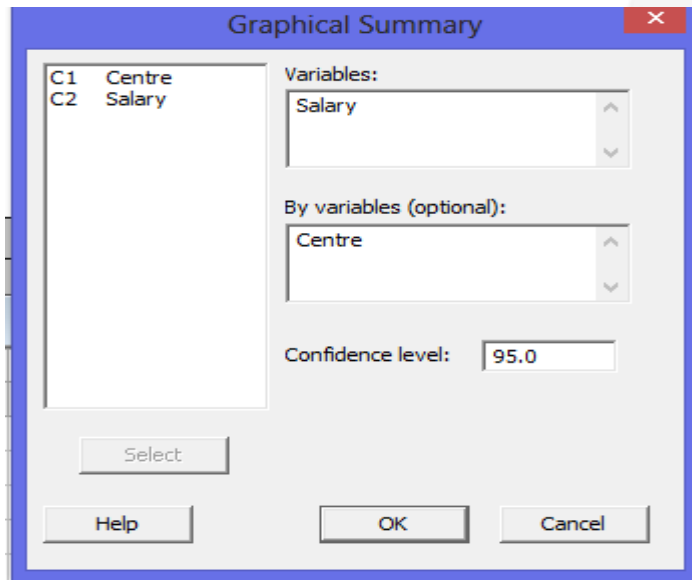 Graphical Summary
C1 Centre
C2 Salary
Variables:
Salary
By variables (optional):
Centre
Confidence level: 95.0
Select
Help OK Cancel